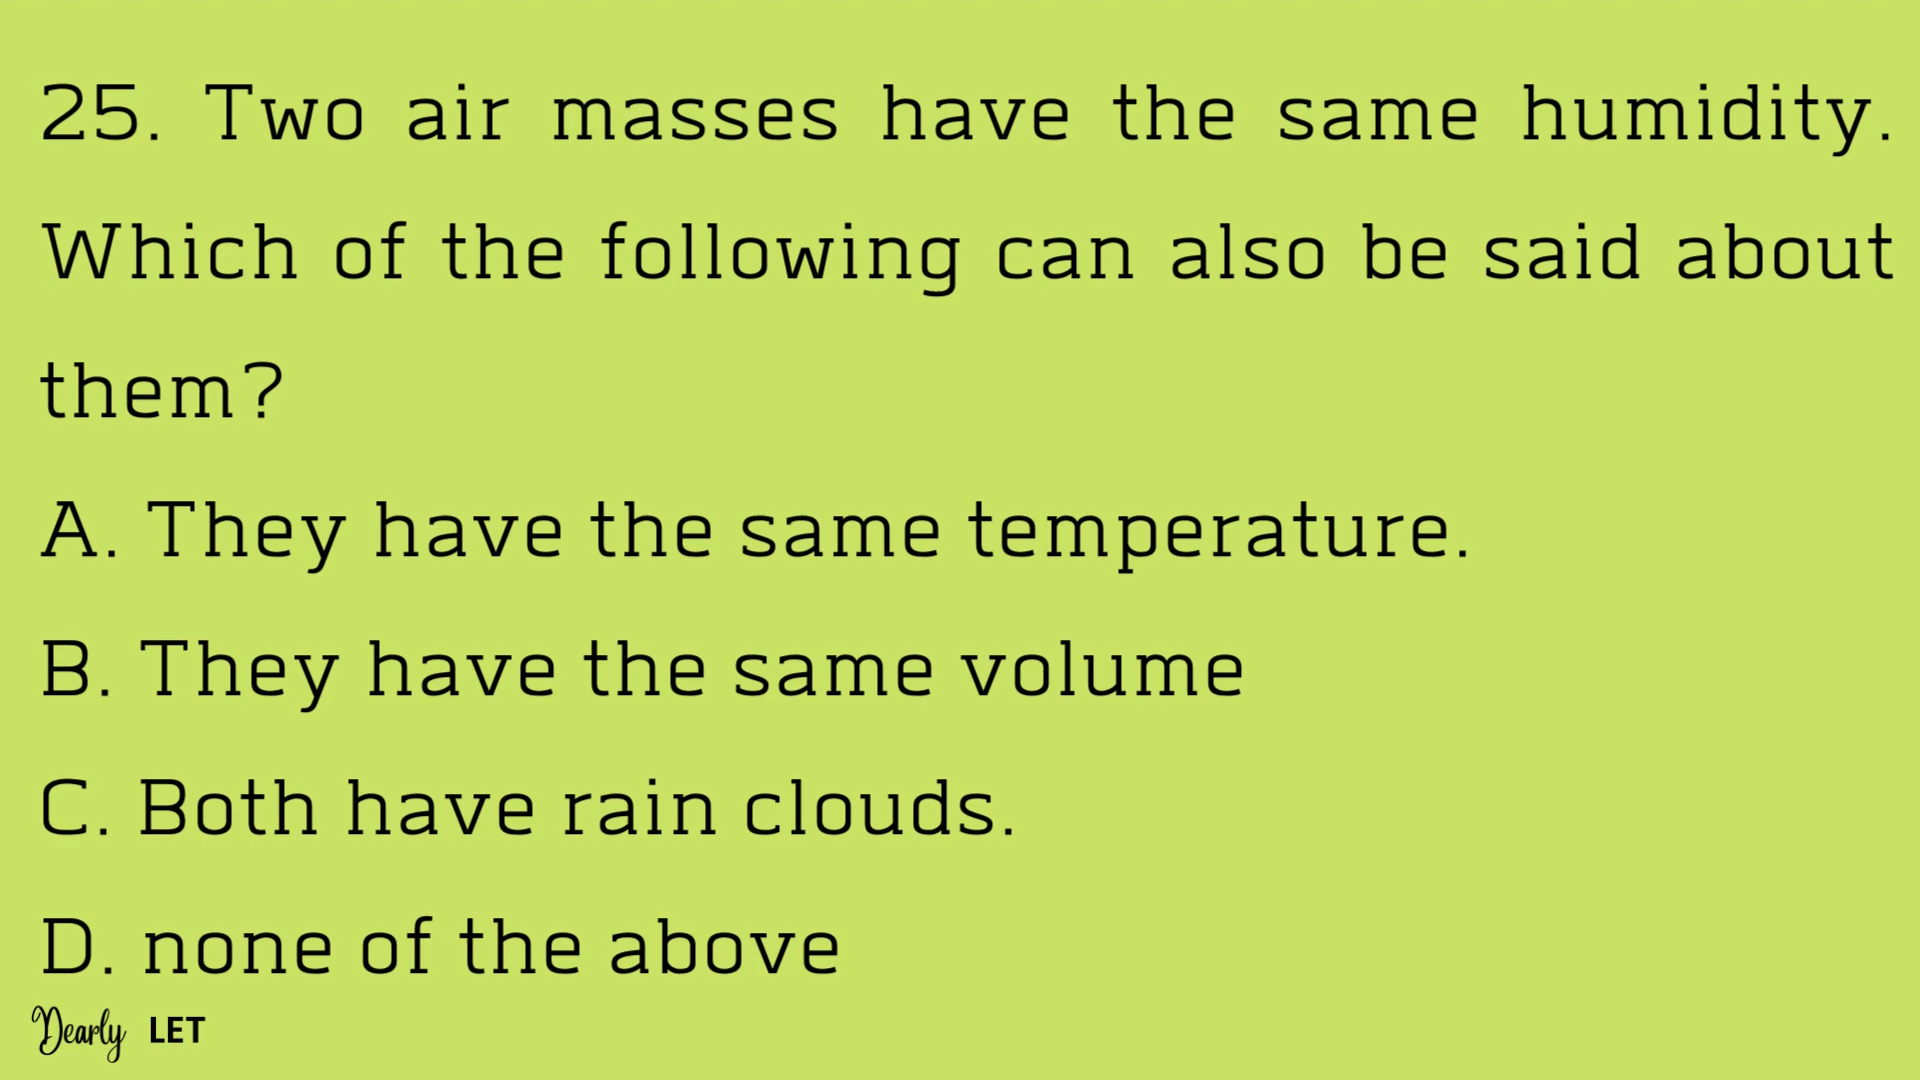 25. Two air masses have the same humidity.
Which of the following can also be said about
them?
A. They have the same temperature.
B. They have the same volume
C. Both have rain clouds.
D. none of the above
Dearly LET